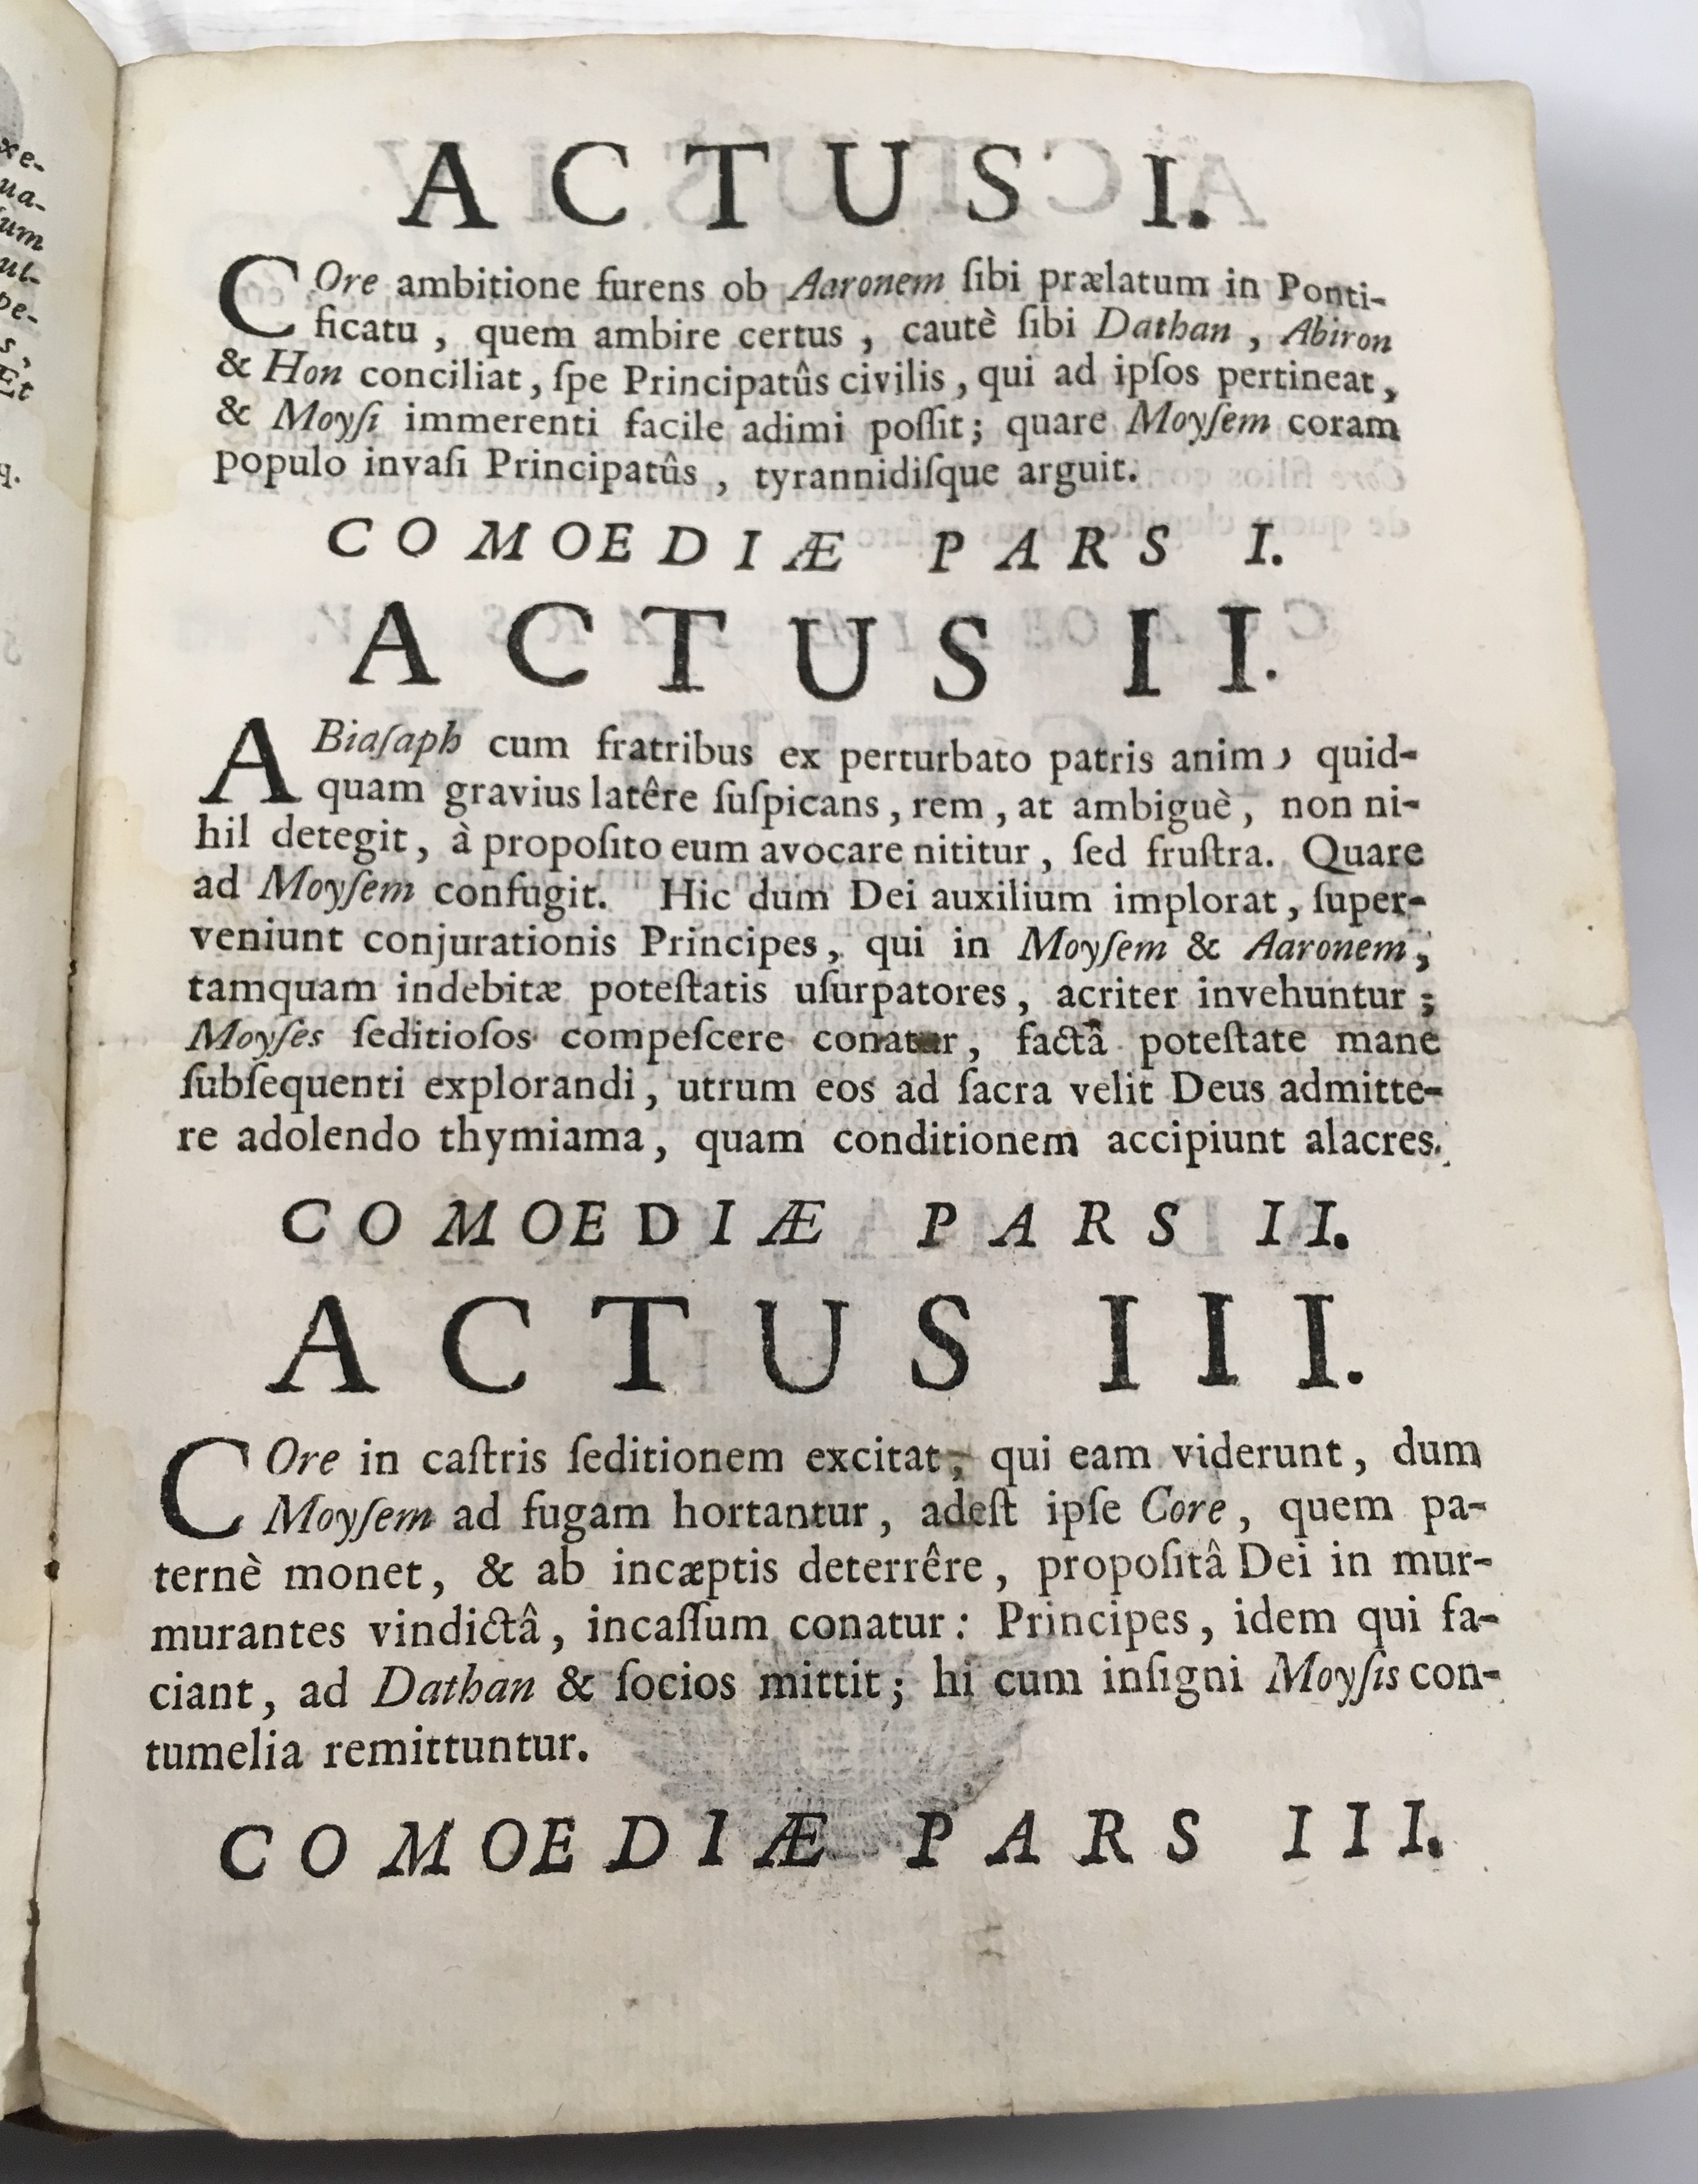 ACTUS I.
COre ambitione furens ob Aaronem ſibi prælatum in Ponti-
ficatu , quem ambire certus , cautè ſibi Dathan , Abiron
& Hon conciliat , ſpe Principatûs civilis , qui ad ipſos pertineat ,
& Moyſi immerenti facile adimi poſſit ; quare Moyſem coram
populo invaſi Principatûs , tyrannidiſque arguit.
COMOEDIÆ PARS I.
ACTUS II.
ABiaſaph cum fratribus ex perturbato patris animo quid-
quam gravius latêre ſuſpicans , rem , at ambiguè , non ni-
hil detegit , à propoſito eum avocare nititur , ſed fruſtra. Quare
ad Moyſem confugit. Hic dum Dei auxilium implorat , ſuper-
veniunt conjurationis Principes , qui in Moyſem & Aaronem ,
tamquam indebitæ poteſtatis uſurpatores , acriter invehuntur ;
Moyſes ſeditioſos compeſcere conatur , factâ poteſtate mane
ſubſequenti explorandi , utrum eos ad ſacra velit Deus admitte-
re adolendo thymiama , quam conditionem accipiunt alacres.
COMOEDIÆ PARS II.
ACTUS III.
COre in caſtris ſeditionem excitat , qui eam viderunt , dum
Moyſem ad fugam hortantur , adeſt ipſe Core , quem pa-
ternè monet , & ab incæptis deterrêre , propoſitâ Dei in mur-
murantes vindictâ , incaſſum conatur : Principes , idem qui fa-
ciant , ad Dathan & ſocios mittit ; hi cum inſigni Moyſis con-
tumelia remittuntur.
COMOEDIÆ PARS III.